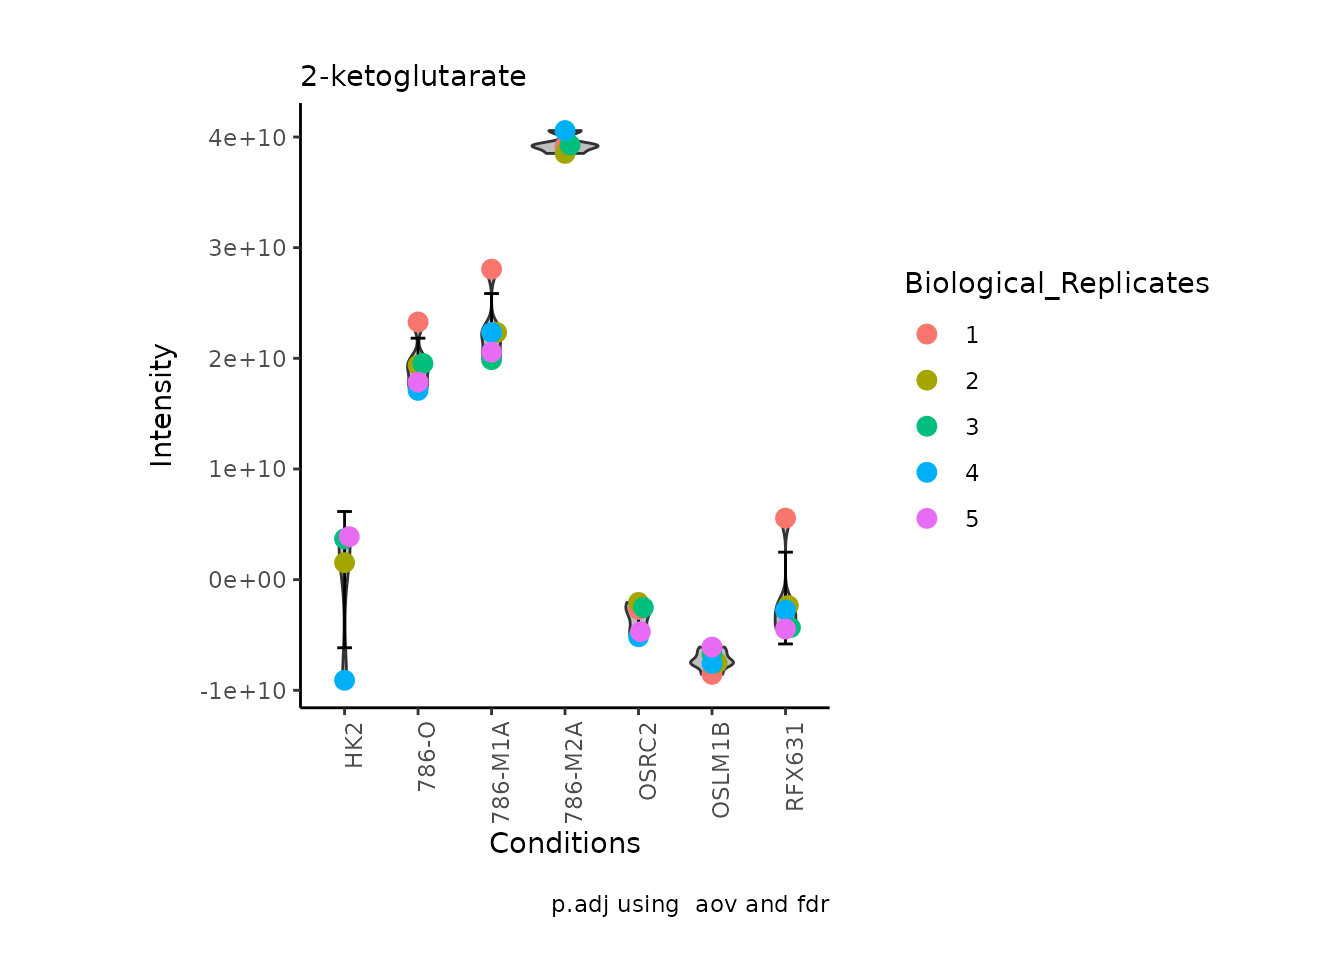 2-ketoglutarate
4e+10
3e+10
2e+10
1e+10
0e+00
-1e+10
Intensity
HK2
786-O
786-M1A
786-M2A
OSRC2
OSLM1B
RFX631
Conditions
Biological_Replicates
1
2
3
4
5
p.adj using  aov and fdr